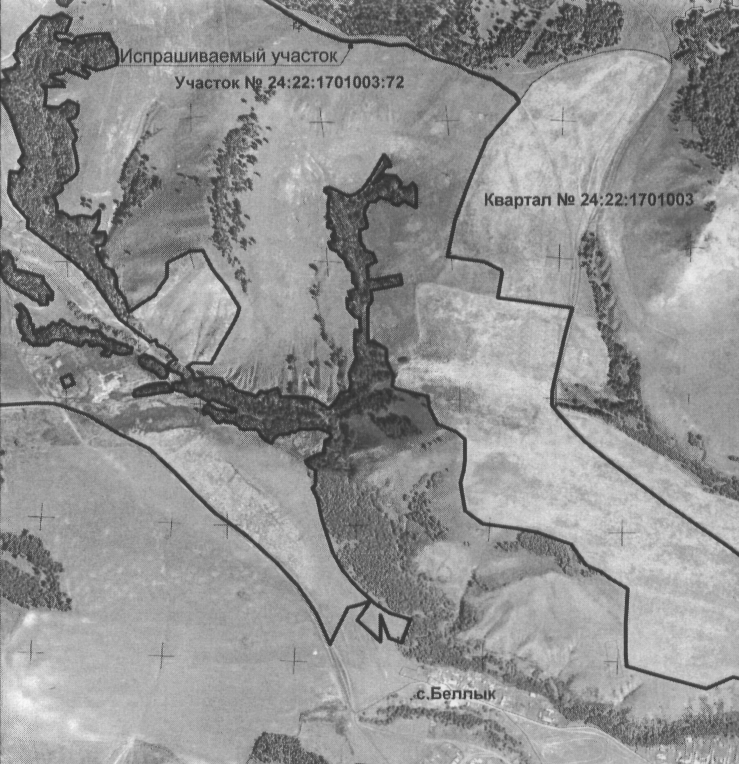 Испрашиваемый участок
Участок № 24:22:1701003:72
Квартал № 24:22:1701003
с.Беллык